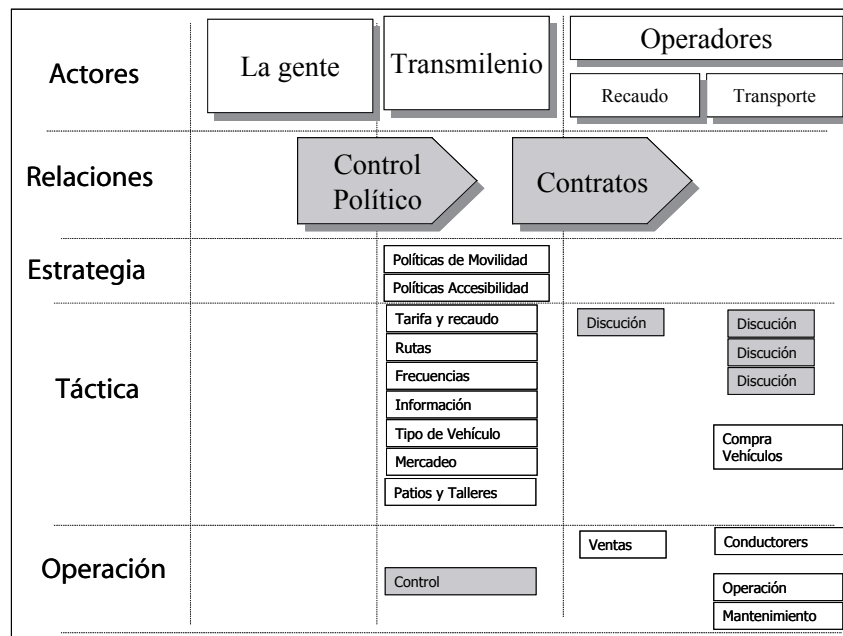 Actores
La gente
Transmilenio
Operadores
Recaudo
Transporte
Relaciones
Control
Político
Contratos
Estrategia
Políticas de Movilidad
Políticas Accesibilidad
Táctica
Tarifa y recaudo
Discución
Discución
Rutas
Discución
Frecuencias
Discución
Información
Tipo de Vehículo
Compra
Vehículos
Mercadeo
Patios y Talleres
Operación
Ventas
Conductorers
Control
Operación
Mantenimiento